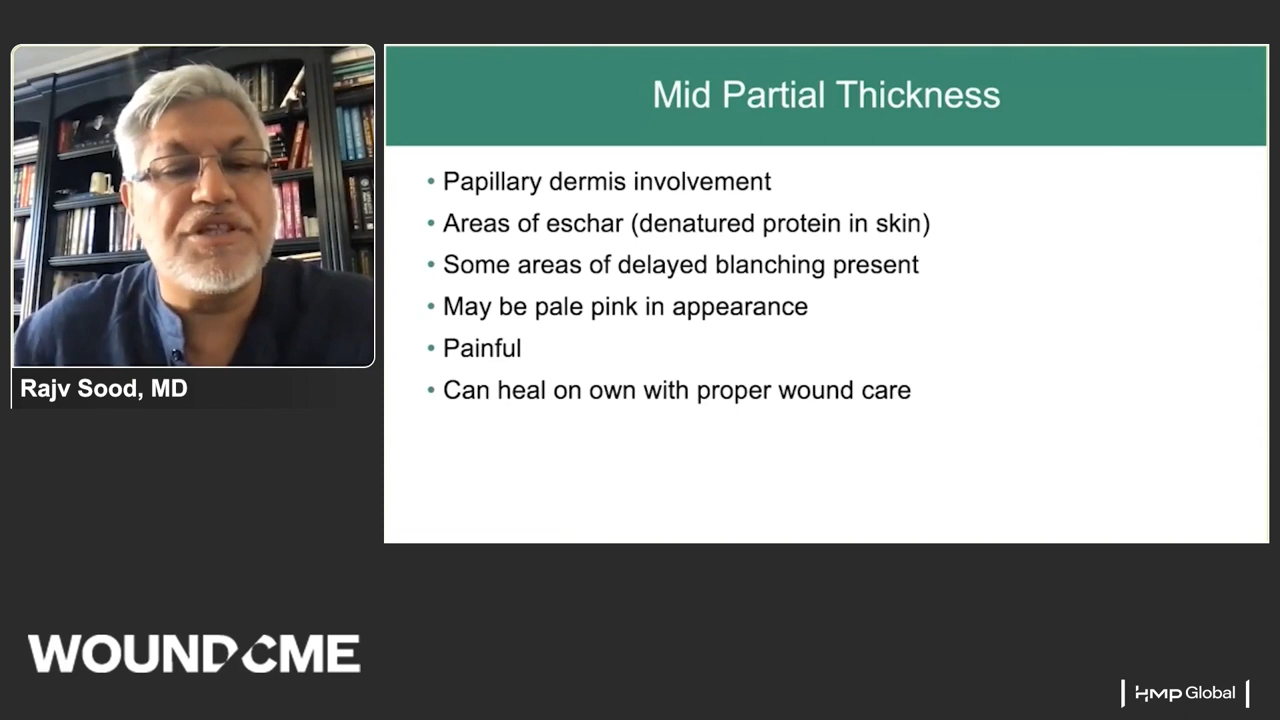 Mid Partial Thickness
• Papillary dermis involvement
• Areas of eschar (denatured protein in skin)
• Some areas of delayed blanching present
• May be pale pink in appearance
• Painful
• Can heal on own with proper wound care
Rajv Sood, MD
WOUNDCME
HMP Global